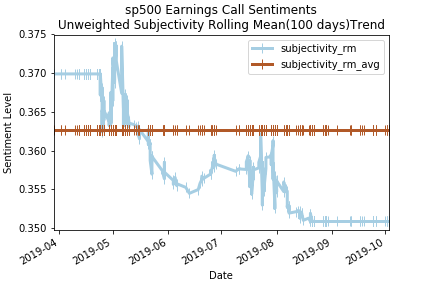 sp500 Earnings Call Sentiments
Unweighted Subjectivity Rolling Mean(100 days)Trend
0.375
0.370
0.365
0.360
0.355
0.350
Sentiment Level
subjectivity_rm
subjectivity_rm_avg
2019-04
2019-05
2019-06
2019-07
2019-08
2019-09
2019-10
Date